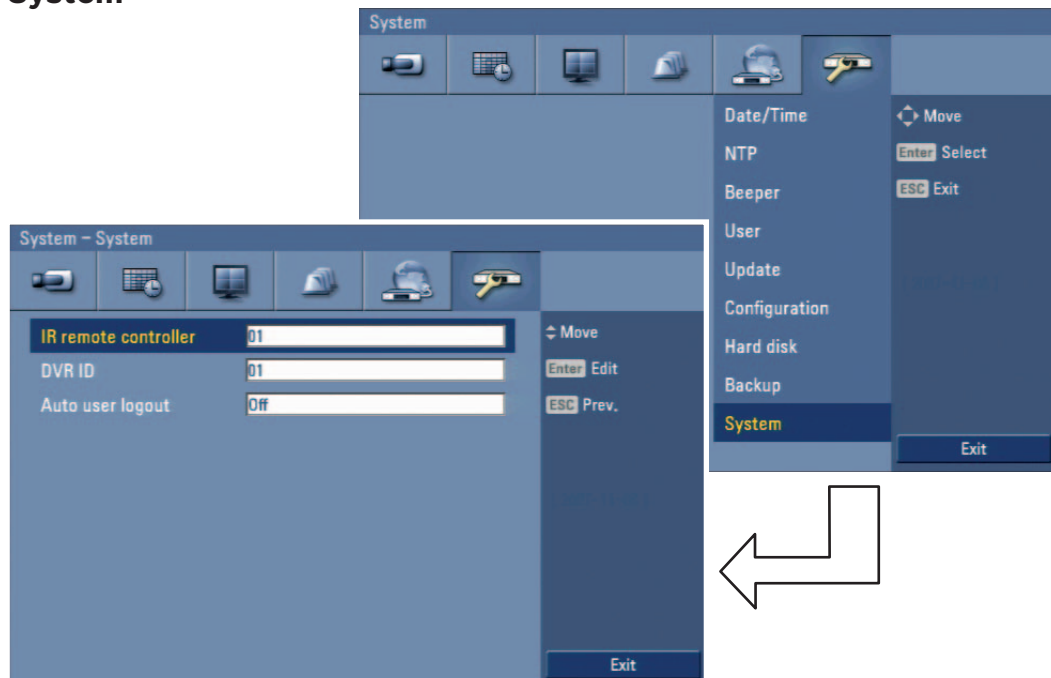 System
System
Date/Time
NTP
Beeper
User
Update
Configuration
Hard disk
Backup
System
Move
Enter Select
ESC Exit
Exit
System – System
IR remote controller 01
DVR ID 01
Auto user logout Off
Move
Enter Edit
ESC Prev.
Exit